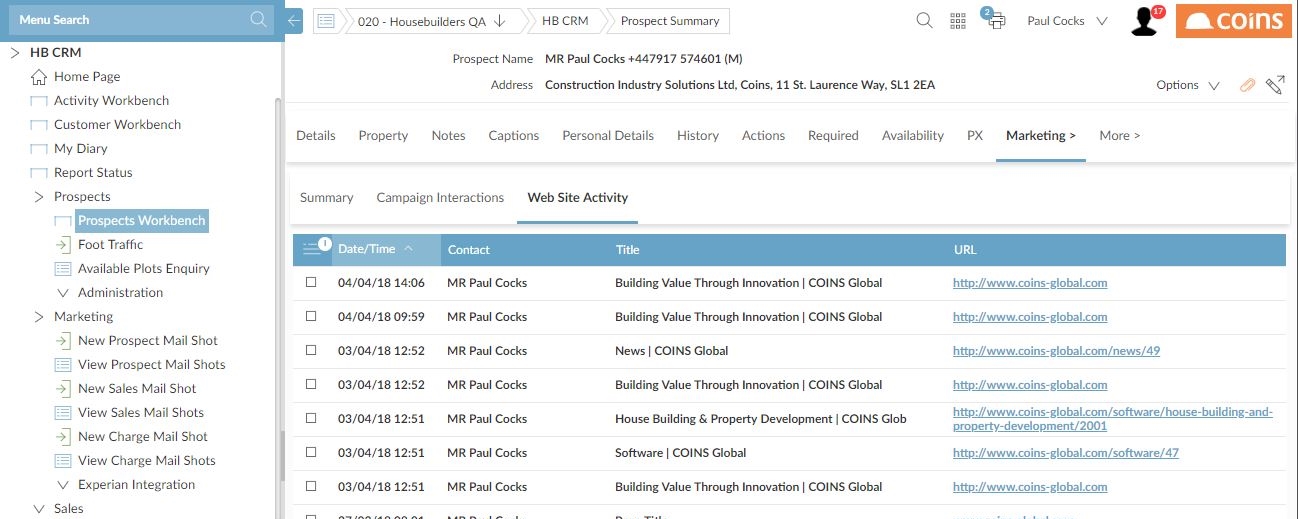 Menu Search
020 - Housebuilders QA
HB CRM
Prospect Summary
2
Paul Cocks
17
coins
HB CRM
Home Page
Activity Workbench
Customer Workbench
My Diary
Report Status
Prospects
Prospects Workbench
Foot Traffic
Available Plots Enquiry
Administration
Marketing
New Prospect Mail Shot
View Prospect Mail Shots
New Sales Mail Shot
View Sales Mail Shots
New Charge Mail Shot
View Charge Mail Shots
Experian Integration
Sales
Prospect Name MR Paul Cocks +447917 574601 (M)
Address Construction Industry Solutions Ltd, Coins, 11 St. Laurence Way, SL1 2EA
Options
Details Property Notes Captions Personal Details History Actions Required Availability PX Marketing > More >
Summary Campaign Interactions Web Site Activity
1 Date/Time Contact Title URL
04/04/18 14:06 MR Paul Cocks Building Value Through Innovation | COINS Global http://www.coins-global.com
04/04/18 09:59 MR Paul Cocks Building Value Through Innovation | COINS Global http://www.coins-global.com
03/04/18 12:52 MR Paul Cocks News | COINS Global http://www.coins-global.com/news/49
03/04/18 12:52 MR Paul Cocks Building Value Through Innovation | COINS Global http://www.coins-global.com
03/04/18 12:51 MR Paul Cocks House Building & Property Development | COINS Glob http://www.coins-global.com/software/house-building-and-
property-development/2001
03/04/18 12:51 MR Paul Cocks Software | COINS Global http://www.coins-global.com/software/47
03/04/18 12:51 MR Paul Cocks Building Value Through Innovation | COINS Global http://www.coins-global.com
MR Paul Cocks